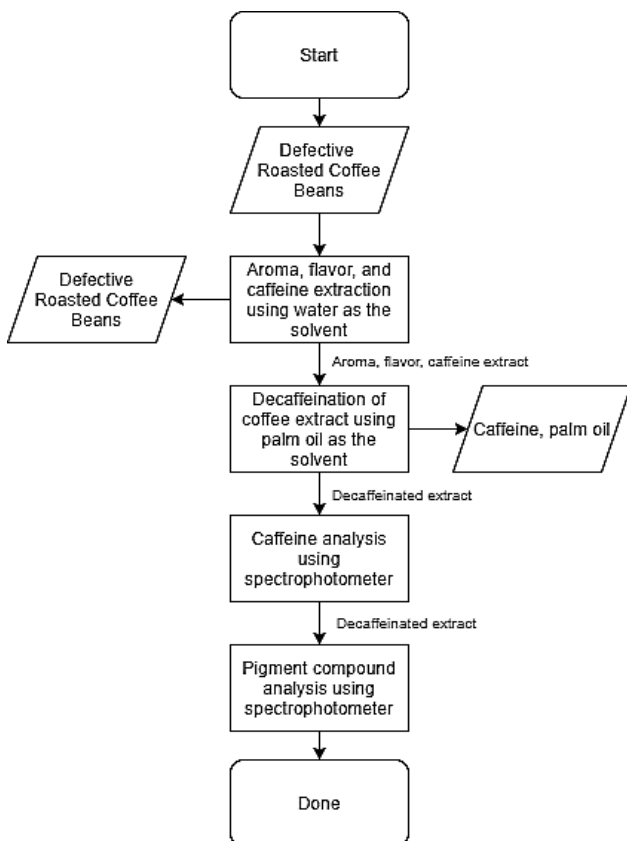 Start
Defective
Roasted Coffee
Beans
Defective
Roasted Coffee
Beans
Aroma, flavor, and
caffeine extraction
using water as the
solvent
Aroma, flavor, caffeine extract
Decaffeination of
coffee extract using
palm oil as the
solvent
Caffeine, palm oil
Decaffeinated extract
Caffeine analysis
using
spectrophotometer
Decaffeinated extract
Pigment compound
analysis using
spectrophotometer
Done